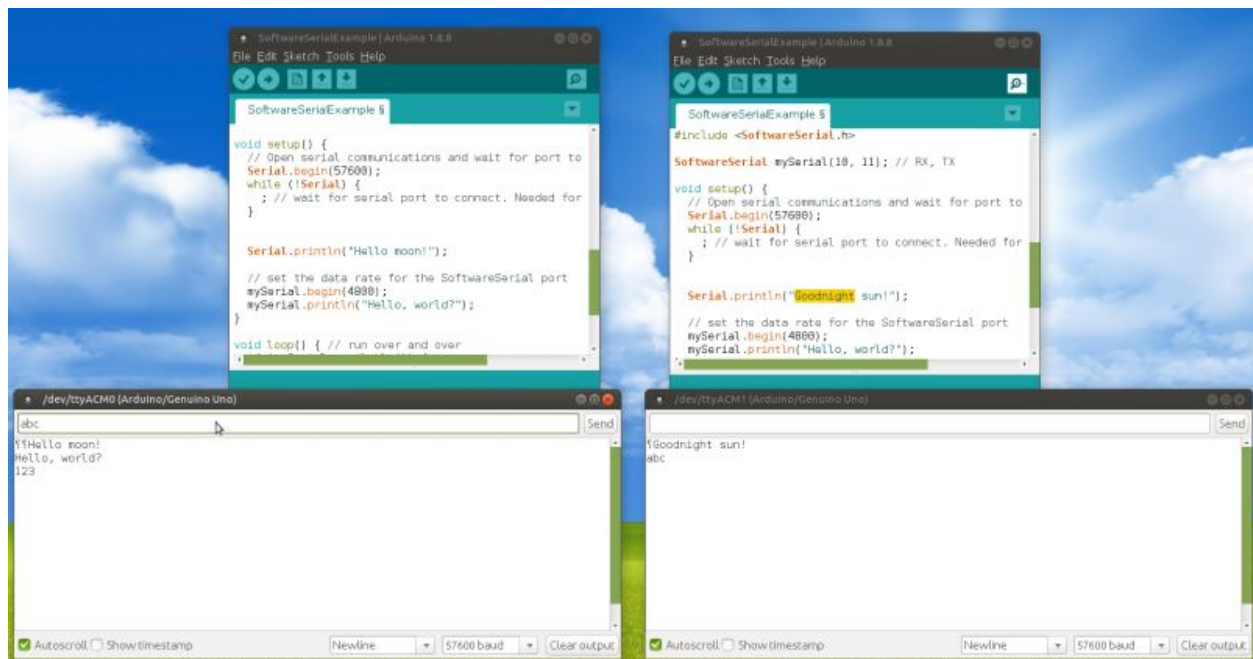 SoftwareSerialExample | Arduino 1.8.8
File Edit Sketch Tools Help
SoftwareSerialExample §
void setup() {
// Open serial communications and wait for port to
Serial.begin(57600);
while (!Serial) {
; // wait for serial port to connect. Needed for
}
Serial.println("Hello moon!");
// set the data rate for the SoftwareSerial port
mySerial.begin(4800);
mySerial.println("Hello, world?");
}
void loop() { // run over and over
SoftwareSerialExample | Arduino 1.8.8
File Edit Sketch Tools Help
SoftwareSerialExample §
#include <SoftwareSerial.h>
SoftwareSerial mySerial(10, 11); // RX, TX
void setup() {
// Open serial communications and wait for port to
Serial.begin(57600);
while (!Serial) {
; // wait for serial port to connect. Needed for
}
Serial.println("Goodnight sun!");
// set the data rate for the SoftwareSerial port
mySerial.begin(4800);
mySerial.println("Hello, world?");
/dev/ttyACM0 (Arduino/Genuino Uno)
abc
Send
Hello moon!
Hello, world?
123
Autoscroll Show timestamp Newline 57600 baud Clear output
/dev/ttyACM1 (Arduino/Genuino Uno)
Send
Goodnight sun!
abc
Autoscroll Show timestamp Newline 57600 baud Clear output